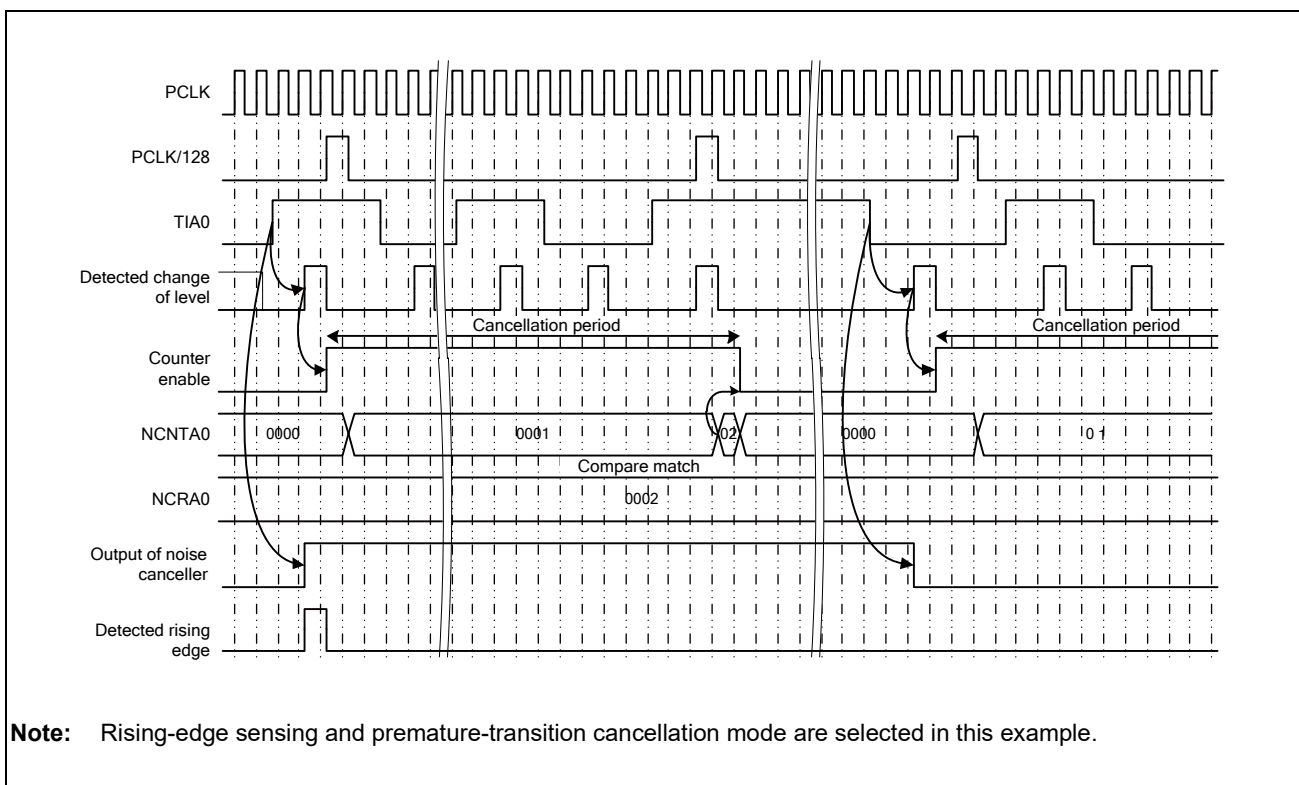 PCLK
PCLK/128
TIA0
Detected change
of level
Cancellation period
Cancellation period
Counter
enable
NCNTA0
0000
0001
02
0000
0 1
Compare match
NCRA0
0002
Output of noise
canceller
Detected rising
edge
Note: Rising-edge sensing and premature-transition cancellation mode are selected in this example.